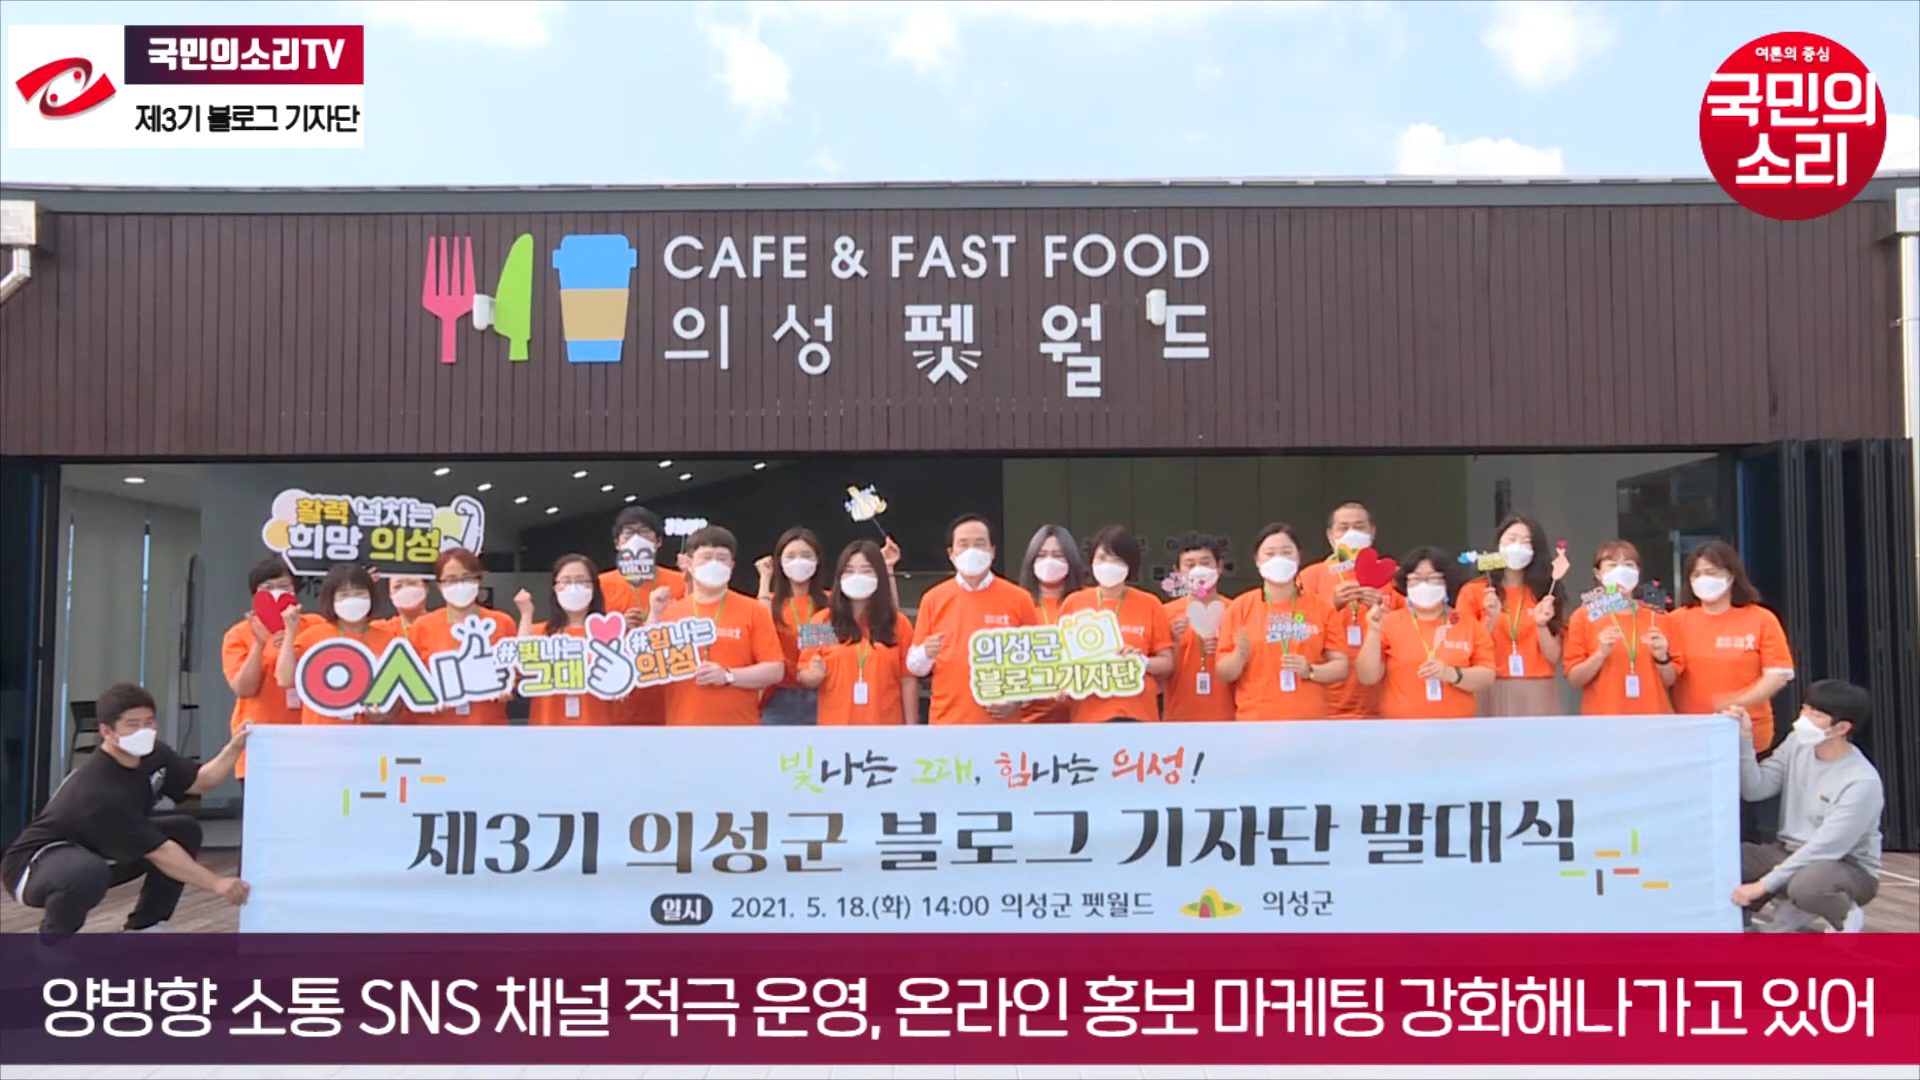 국민의소리TV
제3기 블로그 기자단
여론의 중심
국민의
소리
CAFE & FAST FOOD
의성 펫월드
활력 넘치는
희망 의성
#빛나는
그대
#힘나는
의성
의성군
블로그기자단
빛나는 그대, 힘나는 의성!
제3기 의성군 블로그 기자단 발대식
일시 2021. 5. 18.(화) 14:00 의성군 펫월드 의성군
양방향 소통 SNS 채널 적극 운영, 온라인 홍보 마케팅 강화해나가고 있어